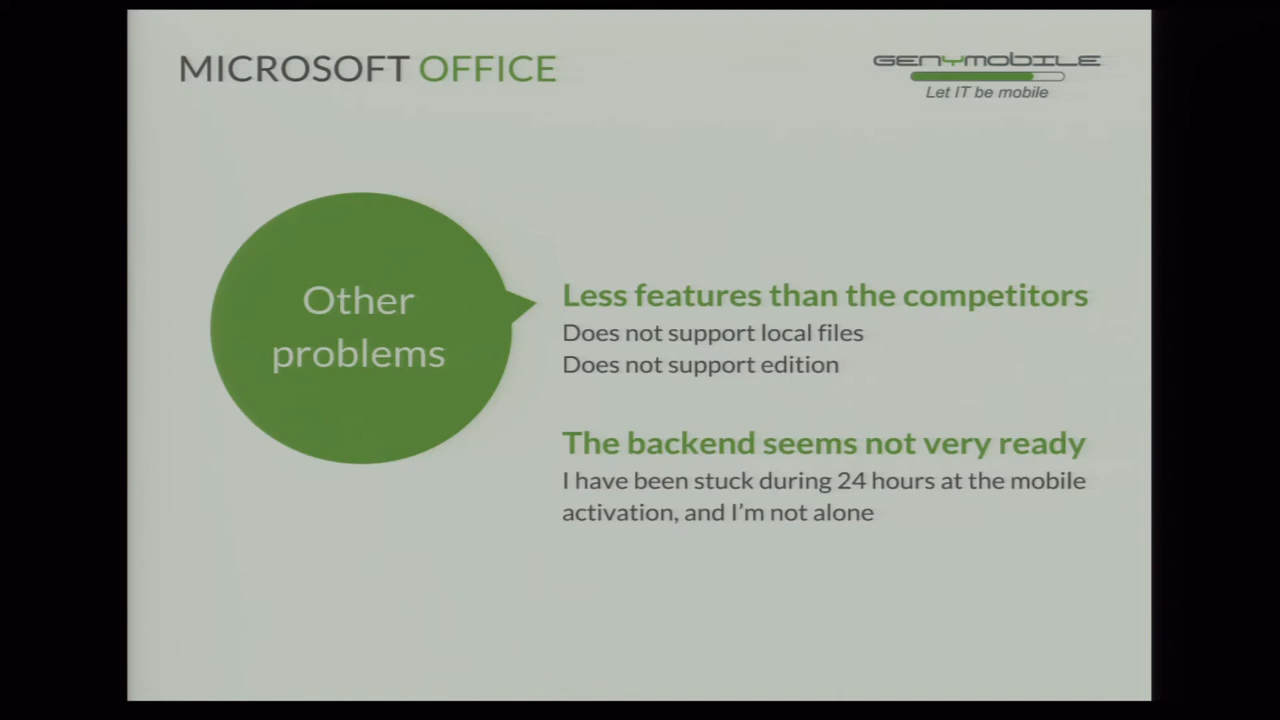 MICROSOFT OFFICE
GENYMOBILE
Let IT be mobile
Other
problems
Less features than the competitors
Does not support local files
Does not support edition
The backend seems not very ready
I have been stuck during 24 hours at the mobile
activation, and I'm not alone